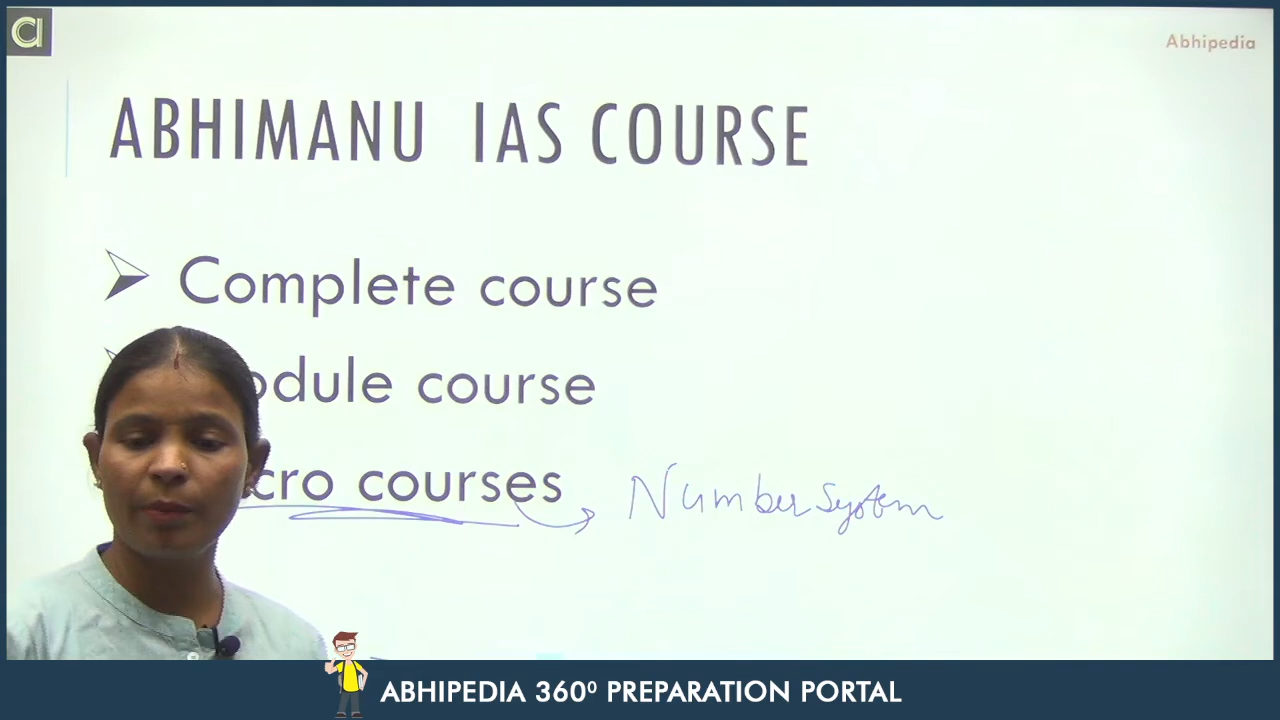 Abhipedia
ABHIMANU IAS COURSE
Complete course
odule course
cro courses
Number System
ABHIPEDIA 360⁰ PREPARATION PORTAL